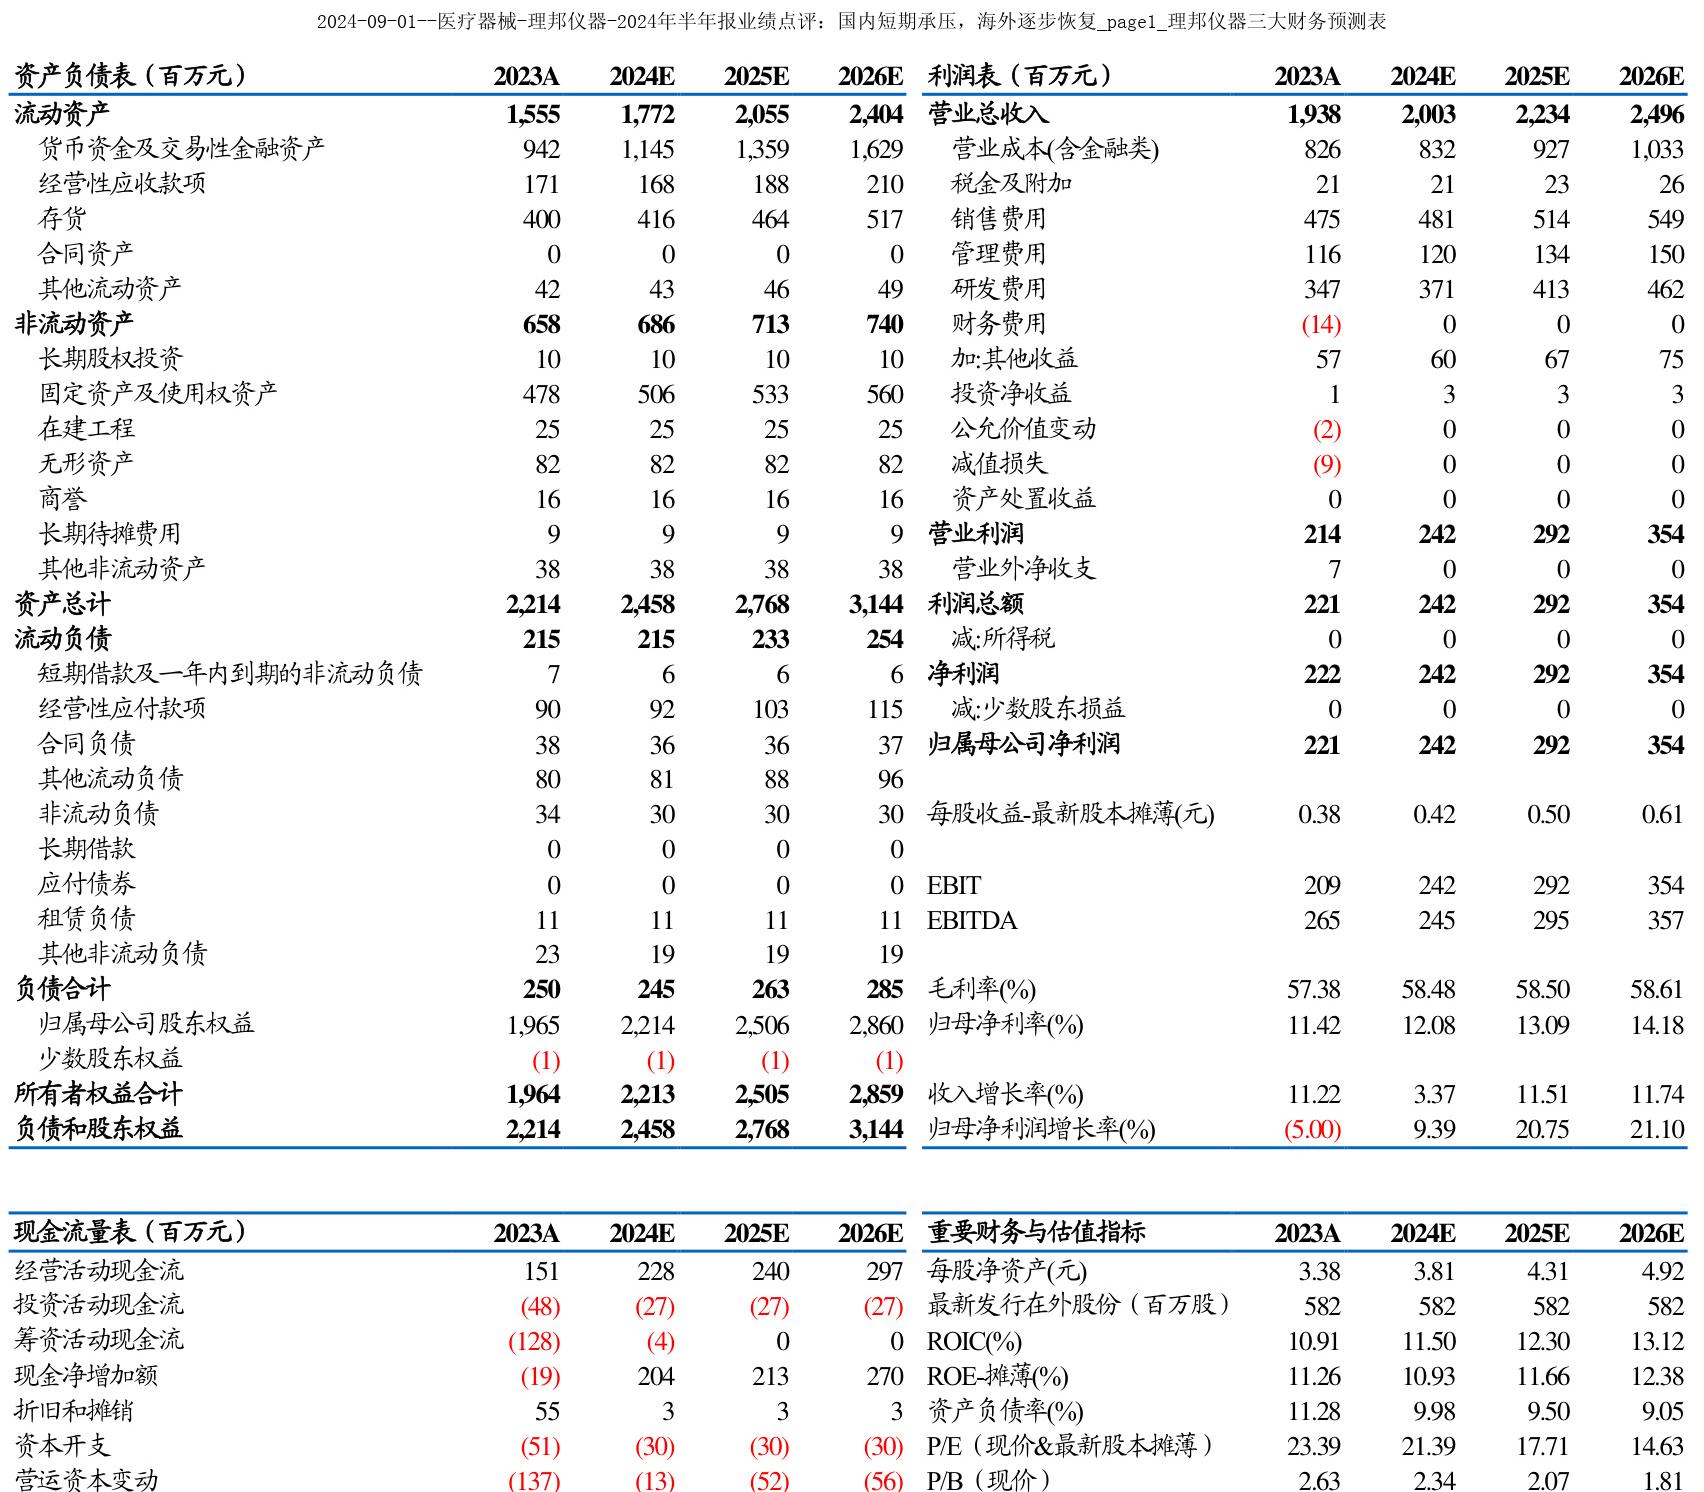 2024-09-01--医疗器械-理邦仪器-2024年半年报业绩点评：国内短期承压，海外逐步恢复_page1_理邦仪器三大财务预测表
资产负债表（百万元） 2023A 2024E 2025E 2026E 利润表（百万元） 2023A 2024E 2025E 2026E
流动资产 1,555 1,772 2,055 2,404 营业总收入 1,938 2,003 2,234 2,496
货币资金及交易性金融资产 942 1,145 1,359 1,629 营业成本(含金融类) 826 832 927 1,033
经营性应收款项 171 168 188 210 税金及附加 21 21 23 26
存货 400 416 464 517 销售费用 475 481 514 549
合同资产 0 0 0 0 管理费用 116 120 134 150
其他流动资产 42 43 46 49 研发费用 347 371 413 462
非流动资产 658 686 713 740 财务费用 (14) 0 0 0
长期股权投资 10 10 10 10 加:其他收益 57 60 67 75
固定资产及使用权资产 478 506 533 560 投资净收益 1 3 3 3
在建工程 25 25 25 25 公允价值变动 (2) 0 0 0
无形资产 82 82 82 82 减值损失 (9) 0 0 0
商誉 16 16 16 16 资产处置收益 0 0 0 0
长期待摊费用 9 9 9 9 营业利润 214 242 292 354
其他非流动资产 38 38 38 38 营业外净收支 7 0 0 0
资产总计 2,214 2,458 2,768 3,144 利润总额 221 242 292 354
流动负债 215 215 233 254 减:所得税 0 0 0 0
短期借款及一年内到期的非流动负债 7 6 6 6 净利润 222 242 292 354
经营性应付款项 90 92 103 115 减:少数股东损益 0 0 0 0
合同负债 38 36 36 37 归属母公司净利润 221 242 292 354
其他流动负债 80 81 88 96
非流动负债 34 30 30 30 每股收益-最新股本摊薄(元) 0.38 0.42 0.50 0.61
长期借款 0 0 0 0
应付债券 0 0 0 0 EBIT 209 242 292 354
租赁负债 11 11 11 11 EBITDA 265 245 295 357
其他非流动负债 23 19 19 19
负债合计 250 245 263 285 毛利率(%) 57.38 58.48 58.50 58.61
归属母公司股东权益 1,965 2,214 2,506 2,860 归母净利率(%) 11.42 12.08 13.09 14.18
少数股东权益 (1) (1) (1) (1)
所有者权益合计 1,964 2,213 2,505 2,859 收入增长率(%) 11.22 3.37 11.51 11.74
负债和股东权益 2,214 2,458 2,768 3,144 归母净利润增长率(%) (5.00) 9.39 20.75 21.10
现金流量表（百万元） 2023A 2024E 2025E 2026E 重要财务与估值指标 2023A 2024E 2025E 2026E
经营活动现金流 151 228 240 297 每股净资产(元) 3.38 3.81 4.31 4.92
投资活动现金流 (48) (27) (27) (27) 最新发行在外股份（百万股） 582 582 582 582
筹资活动现金流 (128) (4) 0 0 ROIC(%) 10.91 11.50 12.30 13.12
现金净增加额 (19) 204 213 270 ROE-摊薄(%) 11.26 10.93 11.66 12.38
折旧和摊销 55 3 3 3 资产负债率(%) 11.28 9.98 9.50 9.05
资本开支 (51) (30) (30) (30) P/E（现价&最新股本摊薄） 23.39 21.39 17.71 14.63
营运资本变动 (137) (13) (52) (56) P/B（现价） 2.63 2.34 2.07 1.81